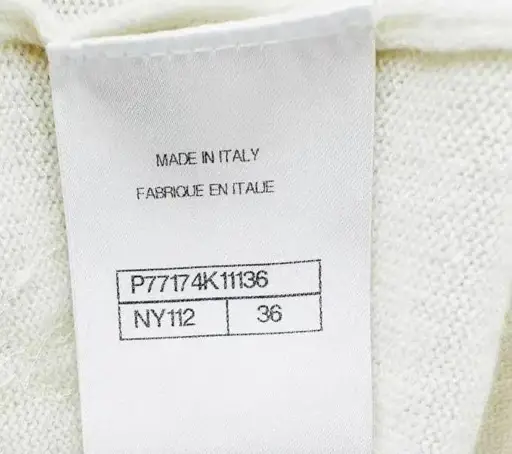 MADE IN ITALY
FABRIQUE EN ITALIE
P77174K11136
NY112 36